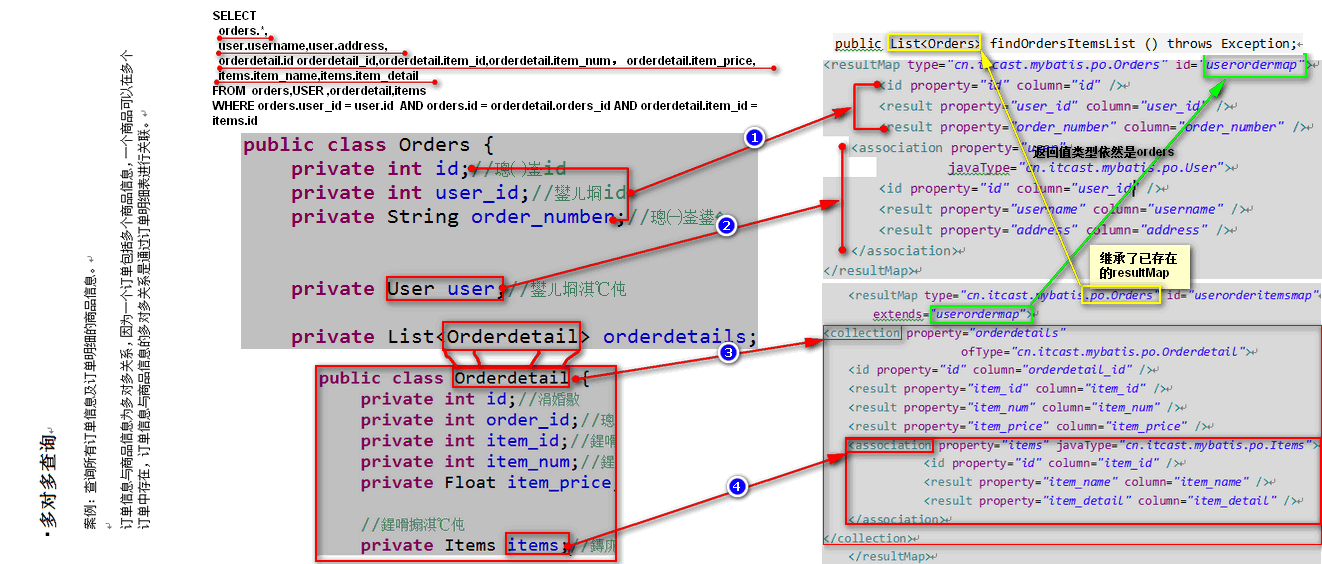 ·多对多查询
案例：查询所有订单信息及订单明细的商品信息。
订单信息与商品信息为多对多关系，因为一个订单包括多个商品信息，一个商品可以在多个
订单中存在，订单信息与商品信息的多对多关系是通过订单明细表进行关联。
SELECT
orders.*,
user.username,user.address,
orderdetail.id orderdetail_id,orderdetail.item_id,orderdetail.item_num，orderdetail.item_price,
items.item_name,items.item_detail
FROM orders,USER ,orderdetail,items
WHERE orders.user_id = user.id AND orders.id = orderdetail.orders_id AND orderdetail.item_id =
items.id
public class Orders {
private int id;//璁㈠崟id
private int user_id;//鐢ㄦ埛id
private String order_number;//
private User user;//
private List<Orderdetail> orderdetails;
public class Orderdetail {
private int id;//
private int order_id;//
private int item_id;//
private int item_num;//
private Float item_price
//
private Items items;//
1
2
3
4
public List<Orders> findOrdersItemsList () throws Exception;
<resultMap type="cn.itcast.mybatis.po.Orders" id="userordermap">
<id property="id" column="id" />
<result property="user_id" column="user_id" />
<result property="order_number" column="order_number" />
<association property="user"
返回值类型依然是orders
javaType="cn.itcast.mybatis.po.User">
<id property="id" column="user_id" />
<result property="username" column="username" />
<result property="address" column="address" />
</association>
</resultMap>
继承了已存在
的resultMap
<resultMap type="cn.itcast.mybatis.po.Orders" id="userorderitemsmap"
extends="userordermap">
<collection property="orderdetails"
ofType="cn.itcast.mybatis.po.Orderdetail">
<id property="id" column="orderdetail_id" />
<result property="item_id" column="item_id" />
<result property="item_num" column="item_num" />
<result property="item_price" column="item_price" />
<association property="items" javaType="cn.itcast.mybatis.po.Items">
<id property="id" column="item_id" />
<result property="item_name" column="item_name" />
<result property="item_detail" column="item_detail" />
</association>
</collection>
</resultMap>